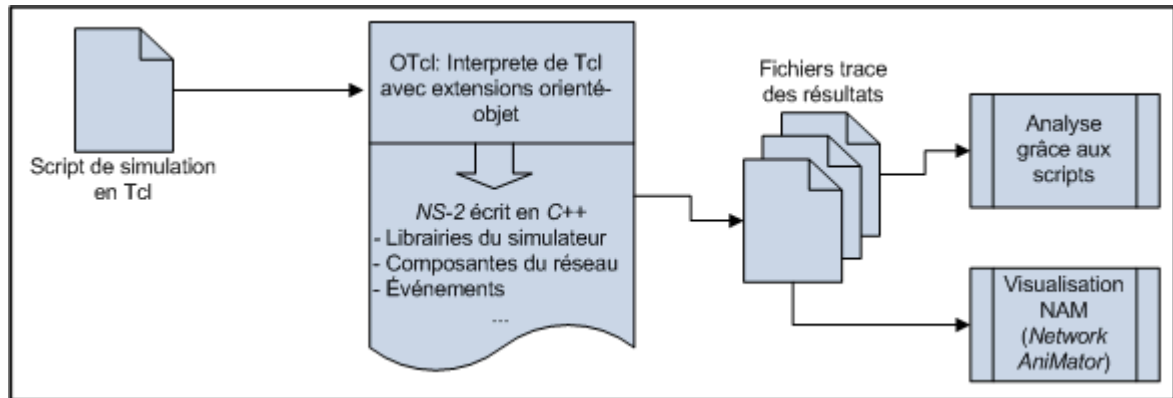 Script de simulation
en Tcl
OTcl: Interprete de Tcl
avec extensions orienté-
objet
NS-2 écrit en C++
- Librairies du simulateur
- Composantes du réseau
- Événements
...
Fichiers trace
des résultats
Analyse
grâce aux
scripts
Visualisation
NAM
(Network
AniMator)